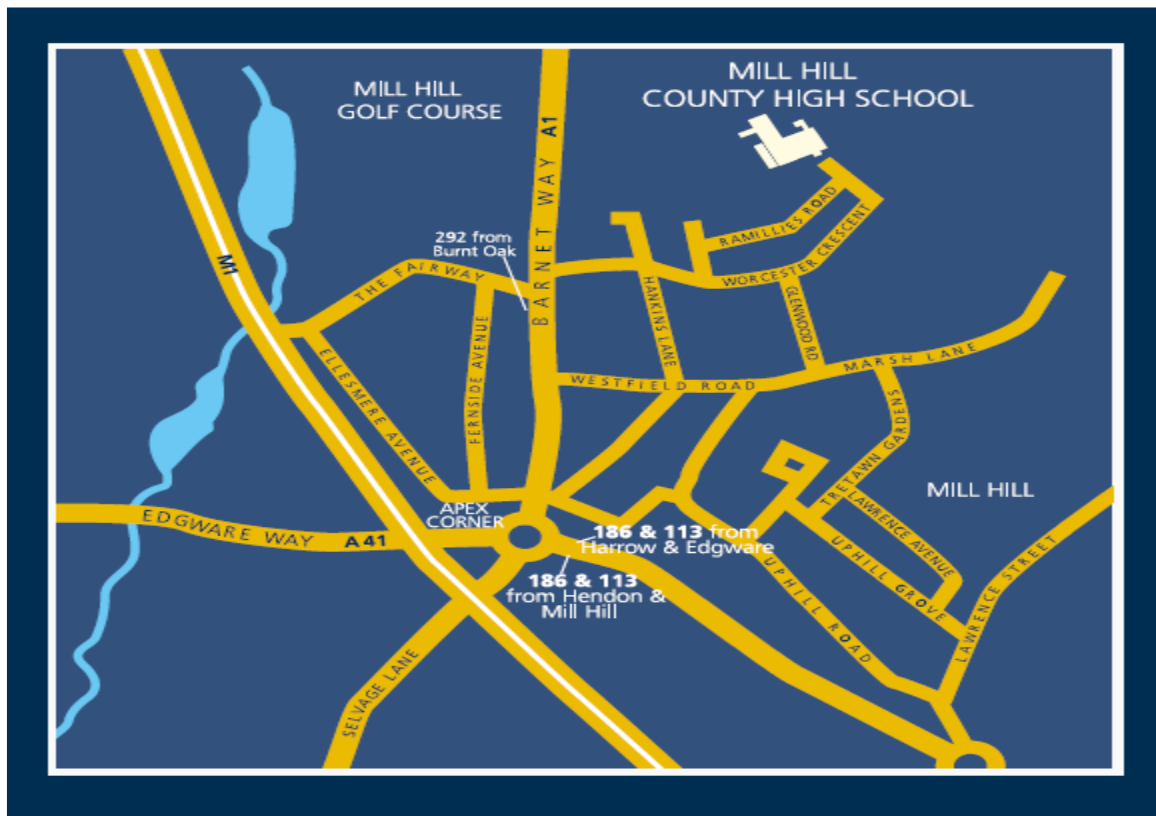 MILL HILL
COUNTY HIGH SCHOOL
MILL HILL
GOLF COURSE
BARNET WAY A1
M1
292 from
Burnt Oak
THE FAIRWAY
RAMILLIES ROAD
WORCESTER CRESCENT
HANKINS LANE
GLENWOOD RD
ELLESMERE AVENUE
FERNSIDE AVENUE
WESTFIELD ROAD
MARSH LANE
TRETAWN GARDENS
MILL HILL
LAWRENCE AVENUE
UPHILL GROVE
LAWRENCE STREET
UPHILL ROAD
APEX
CORNER
EDGWARE WAY A41
186 & 113 from
Harrow & Edgware
186 & 113
from Hendon &
Mill Hill
SELVAGE LANE